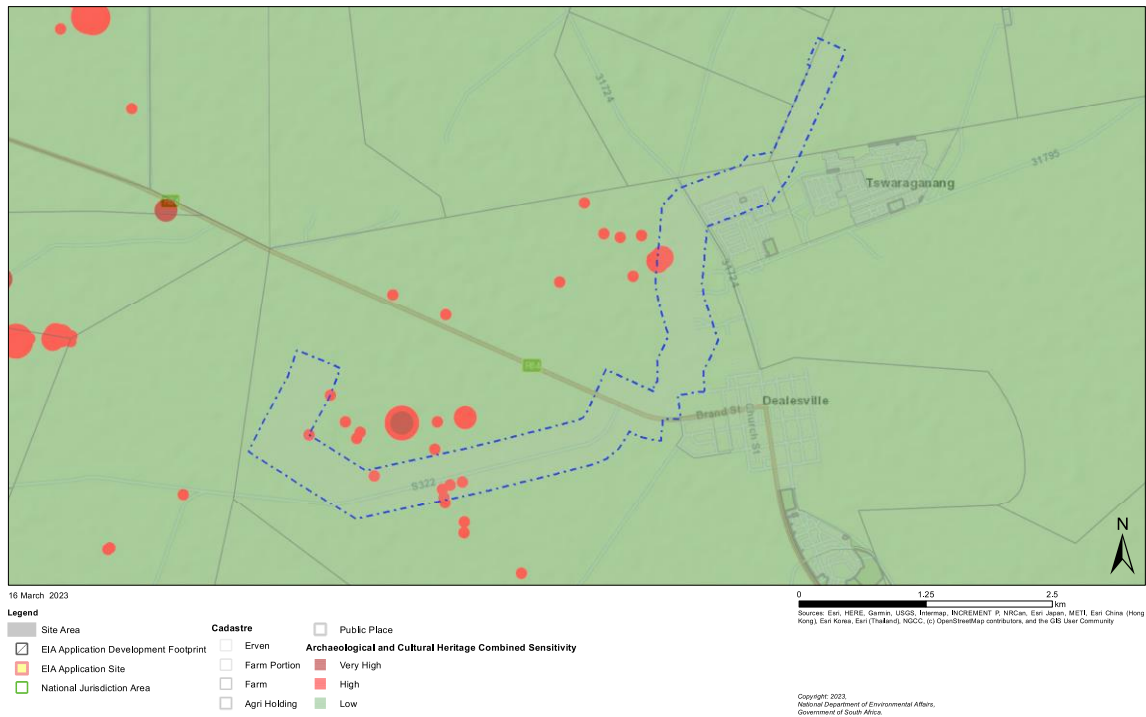 31724
Tswaraganang
31795
31724
Brand St
Church St
Dealesville
S322
N
16 March 2023
0 1.25 2.5
km
Sources: Esri, HERE, Garmin, USGS, Intermap, INCREMENT P, NRCan, Esri Japan, METI, Esri China (Hong
Kong), Esri Korea, Esri (Thailand), NGCC, (c) OpenStreetMap contributors, and the GIS User Community
Legend
Site Area
EIA Application Development Footprint
EIA Application Site
National Jurisdiction Area
Cadastre
Erven
Farm Portion
Farm
Agri Holding
Public Place
Archaeological and Cultural Heritage Combined Sensitivity
Very High
High
Low
Copyright: 2023,
National Department of Environmental Affairs,
Government of South Africa.